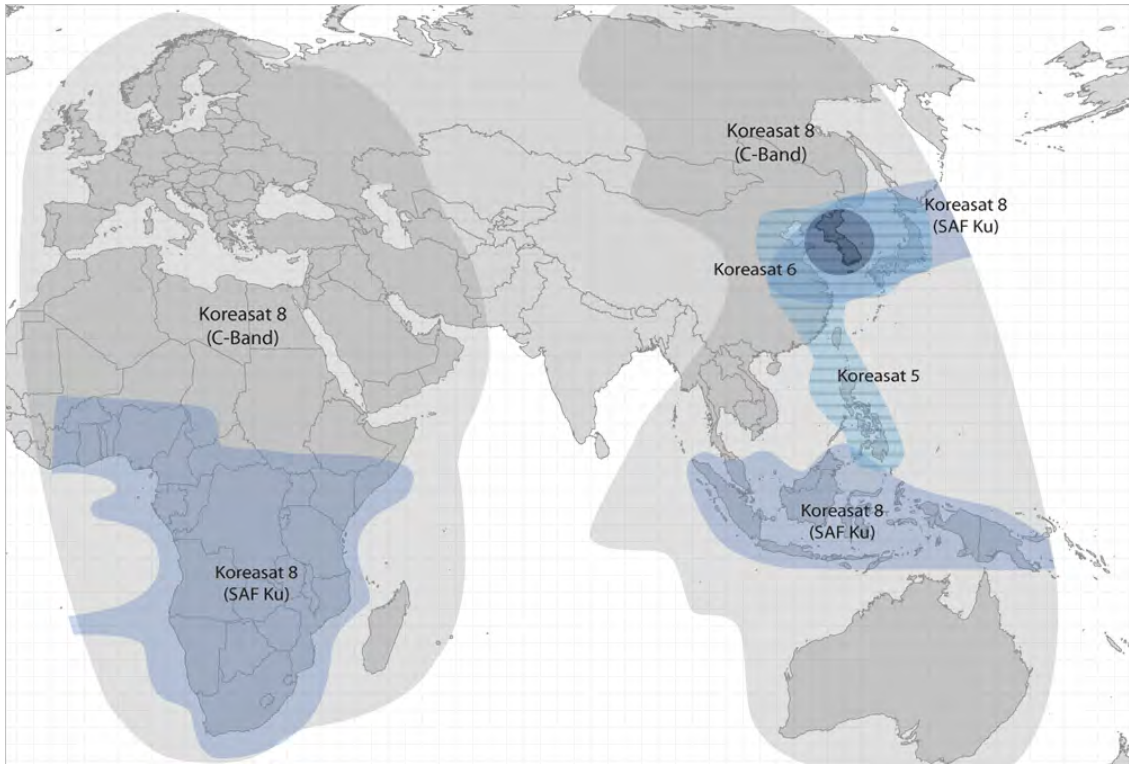 Koreasat 8
(C-Band)
Koreasat 8
(SAF Ku)
Koreasat 6
Koreasat 8
(C-Band)
Koreasat 5
Koreasat 8
(SAF Ku)
Koreasat 8
(SAF Ku)